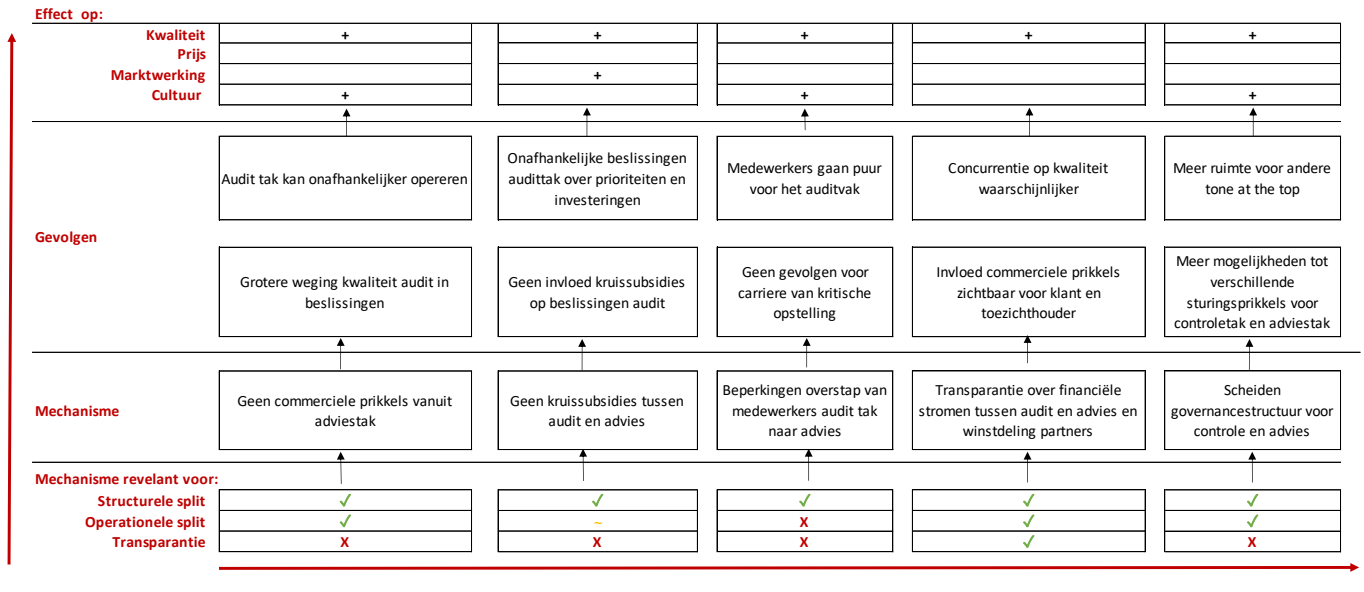 Effect op:
Kwaliteit + + + + +
Prijs
Marktwerking +
Cultuur + + +
Audit tak kan onafhankelijker opereren
Onafhankelijke beslissingen
audittak over prioriteiten en
investeringen
Medewerkers gaan puur
voor het auditvak
Concurrentie op kwaliteit
waarschijnlijker
Meer ruimte voor andere
tone at the top
Gevolgen
Grotere weging kwaliteit audit in
beslissingen
Geen invloed kruissubsidies
op beslissingen audit
Geen gevolgen voor
carriere van kritische
opstelling
Invloed commerciele prikkels
zichtbaar voor klant en
toezichthouder
Meer mogelijkheden tot
verschillende
sturingsprikkels voor
controletak en adviestak
Mechanisme
Geen commerciele prikkels vanuit
adviestak
Geen kruissubsidies tussen
audit en advies
Beperkingen overstap van
medewerkers audit tak
naar advies
Transparantie over financiële
stromen tussen audit en advies en
winstdeling partners
Scheiden
governancestructuur voor
controle en advies
Mechanisme revelant voor:
Structurele split ✓ ✓ ✓ ✓ ✓
Operationele split ✓ ~ X ✓ ✓
Transparantie X X X ✓ X